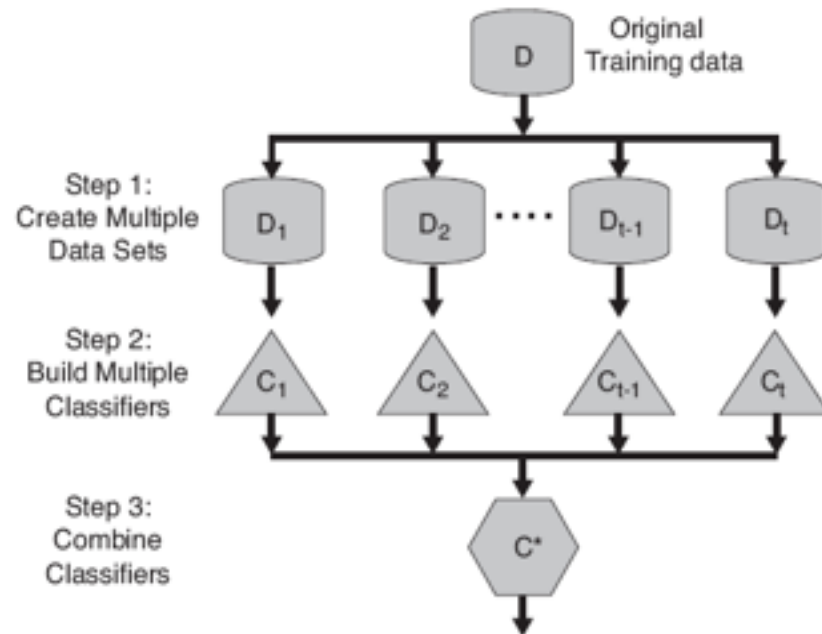 D
Original
Training data
Step 1:
Create Multiple
Data Sets
D₁
D₂
....
Dₜ₋₁
Dₜ
Step 2:
Build Multiple
Classifiers
C₁
C₂
Cₜ₋₁
Cₜ
Step 3:
Combine
Classifiers
C*